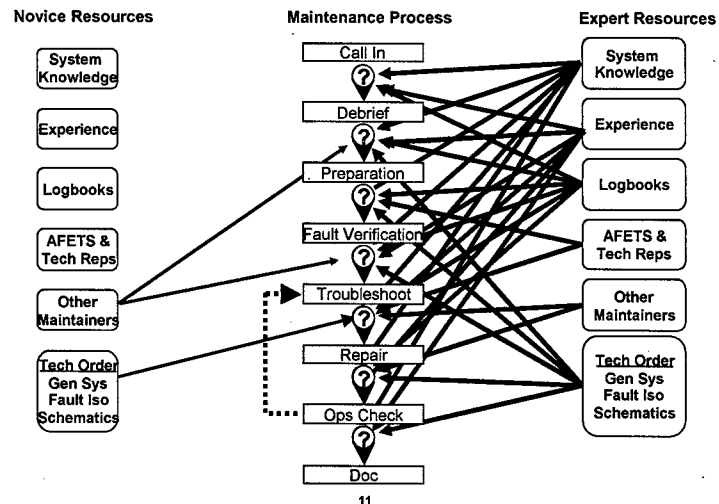 Novice Resources
Maintenance Process
Expert Resources
System
Knowledge
Experience
Logbooks
AFETS &
Tech Reps
Other
Maintainers
Tech Order
Gen Sys
Fault Iso
Schematics
Call In
?
Debrief
?
Preparation
?
Fault Verification
?
Troubleshoot
?
Repair
?
Ops Check
?
Doc
System
Knowledge
Experience
Logbooks
AFETS &
Tech Reps
Other
Maintainers
Tech Order
Gen Sys
Fault Iso
Schematics
11